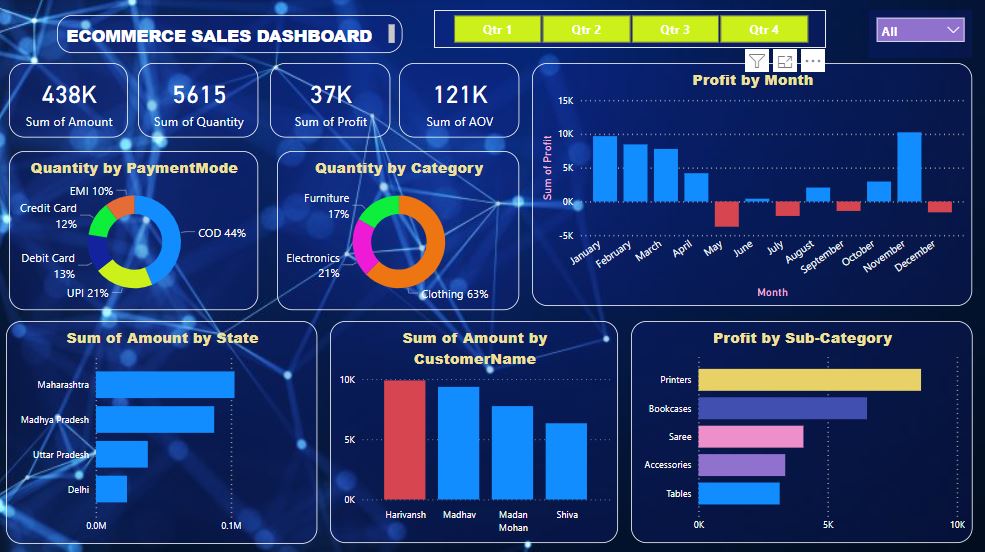 ECOMMERCE SALES DASHBOARD
Qtr 1
Qtr 2
Qtr 3
Qtr 4
All
438K
Sum of Amount
5615
Sum of Quantity
37K
Sum of Profit
121K
Sum of AOV
Profit by Month
15K
10K
5K
0K
-5K
Sum of Profit
January
February
March
April
May
June
July
August
September
October
November
December
Month
Quantity by PaymentMode
EMI 10%
Credit Card
12%
Debit Card
13%
UPI 21%
COD 44%
Quantity by Category
Furniture
17%
Electronics
21%
Clothing 63%
Sum of Amount by State
Maharashtra
Madhya Pradesh
Uttar Pradesh
Delhi
0.0M
0.1M
Sum of Amount by
CustomerName
10K
5K
0K
Harivansh
Madhav
Madan
Mohan
Shiva
Profit by Sub-Category
Printers
Bookcases
Saree
Accessories
Tables
0K
5K
10K